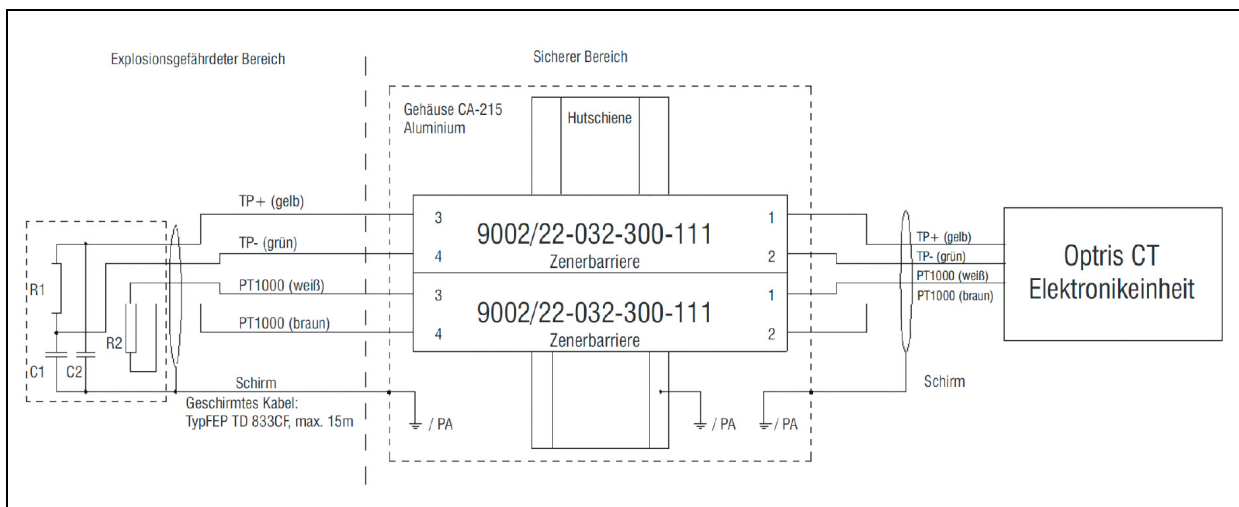 Explosionsgefährdeter Bereich
Sicherer Bereich
Gehäuse CA-215
Aluminium
Hutschiene
TP+ (gelb)
TP- (grün)
PT1000 (weiß)
PT1000 (braun)
R1
R2
C1
C2
3
4
3
4
9002/22-032-300-111
Zenerbarriere
9002/22-032-300-111
Zenerbarriere
1
2
1
2
TP+ (gelb)
TP- (grün)
PT1000 (weiß)
PT1000 (braun)
Optris CT
Elektronikeinheit
Schirm
Geschirmtes Kabel:
TypFEP TD 833CF, max. 15m
/ PA
/ PA
/ PA
Schirm